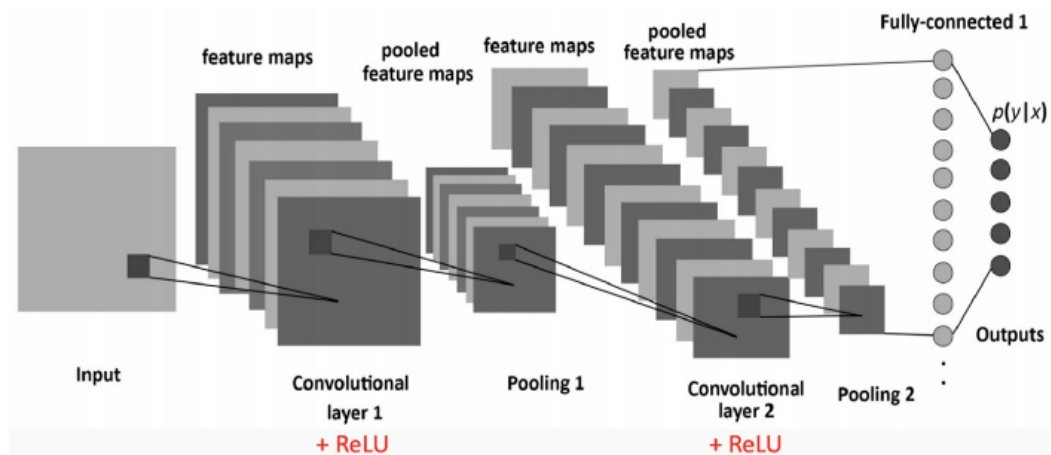 Fully-connected 1
feature maps
pooled
feature maps
feature maps
pooled
feature maps
p(y|x)
Outputs
Input
Convolutional
layer 1
Pooling 1
Convolutional
layer 2
Pooling 2
+ ReLU
+ ReLU